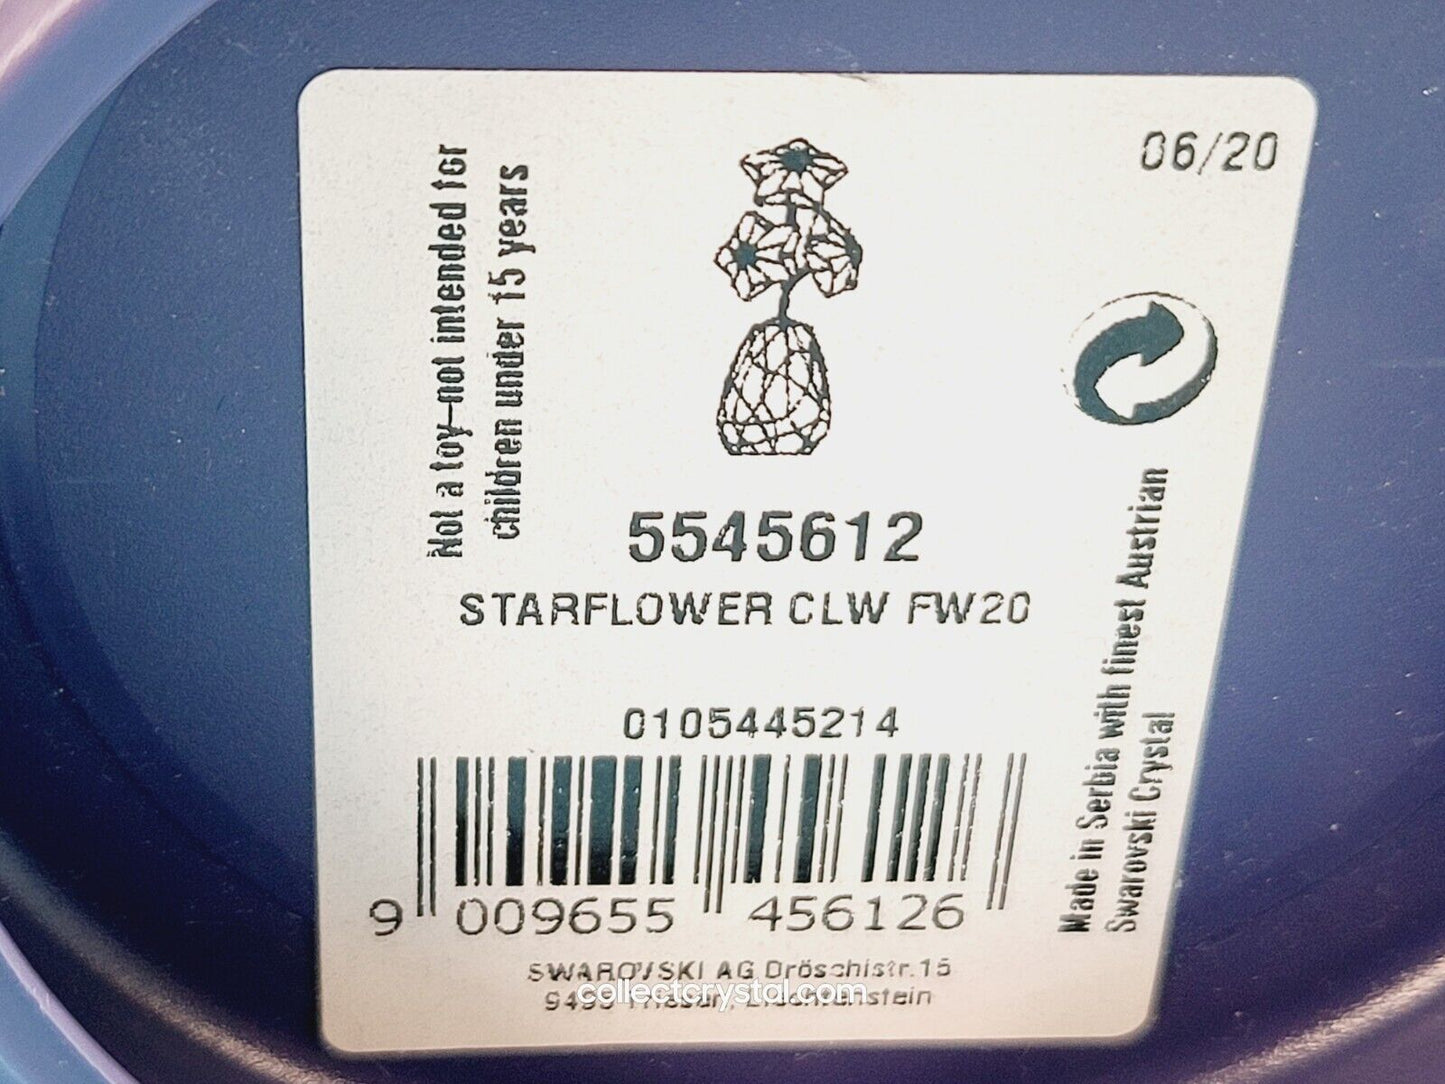 06/20
Not a toy-not intended for
children under 15 years
5545612
STARFLOWER CLW FW20
0105445214
9 009655 456126
Made in Serbia with finest Austrian
Swarovski Crystal
SWAROVSKI AG Dröschistr.15
collectcrystal.com